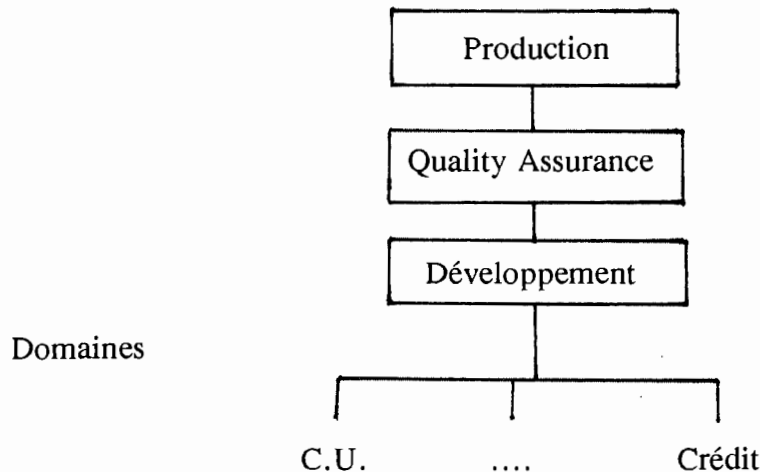 Production
Quality Assurance
Développement
Domaines
C.U. .... Crédit